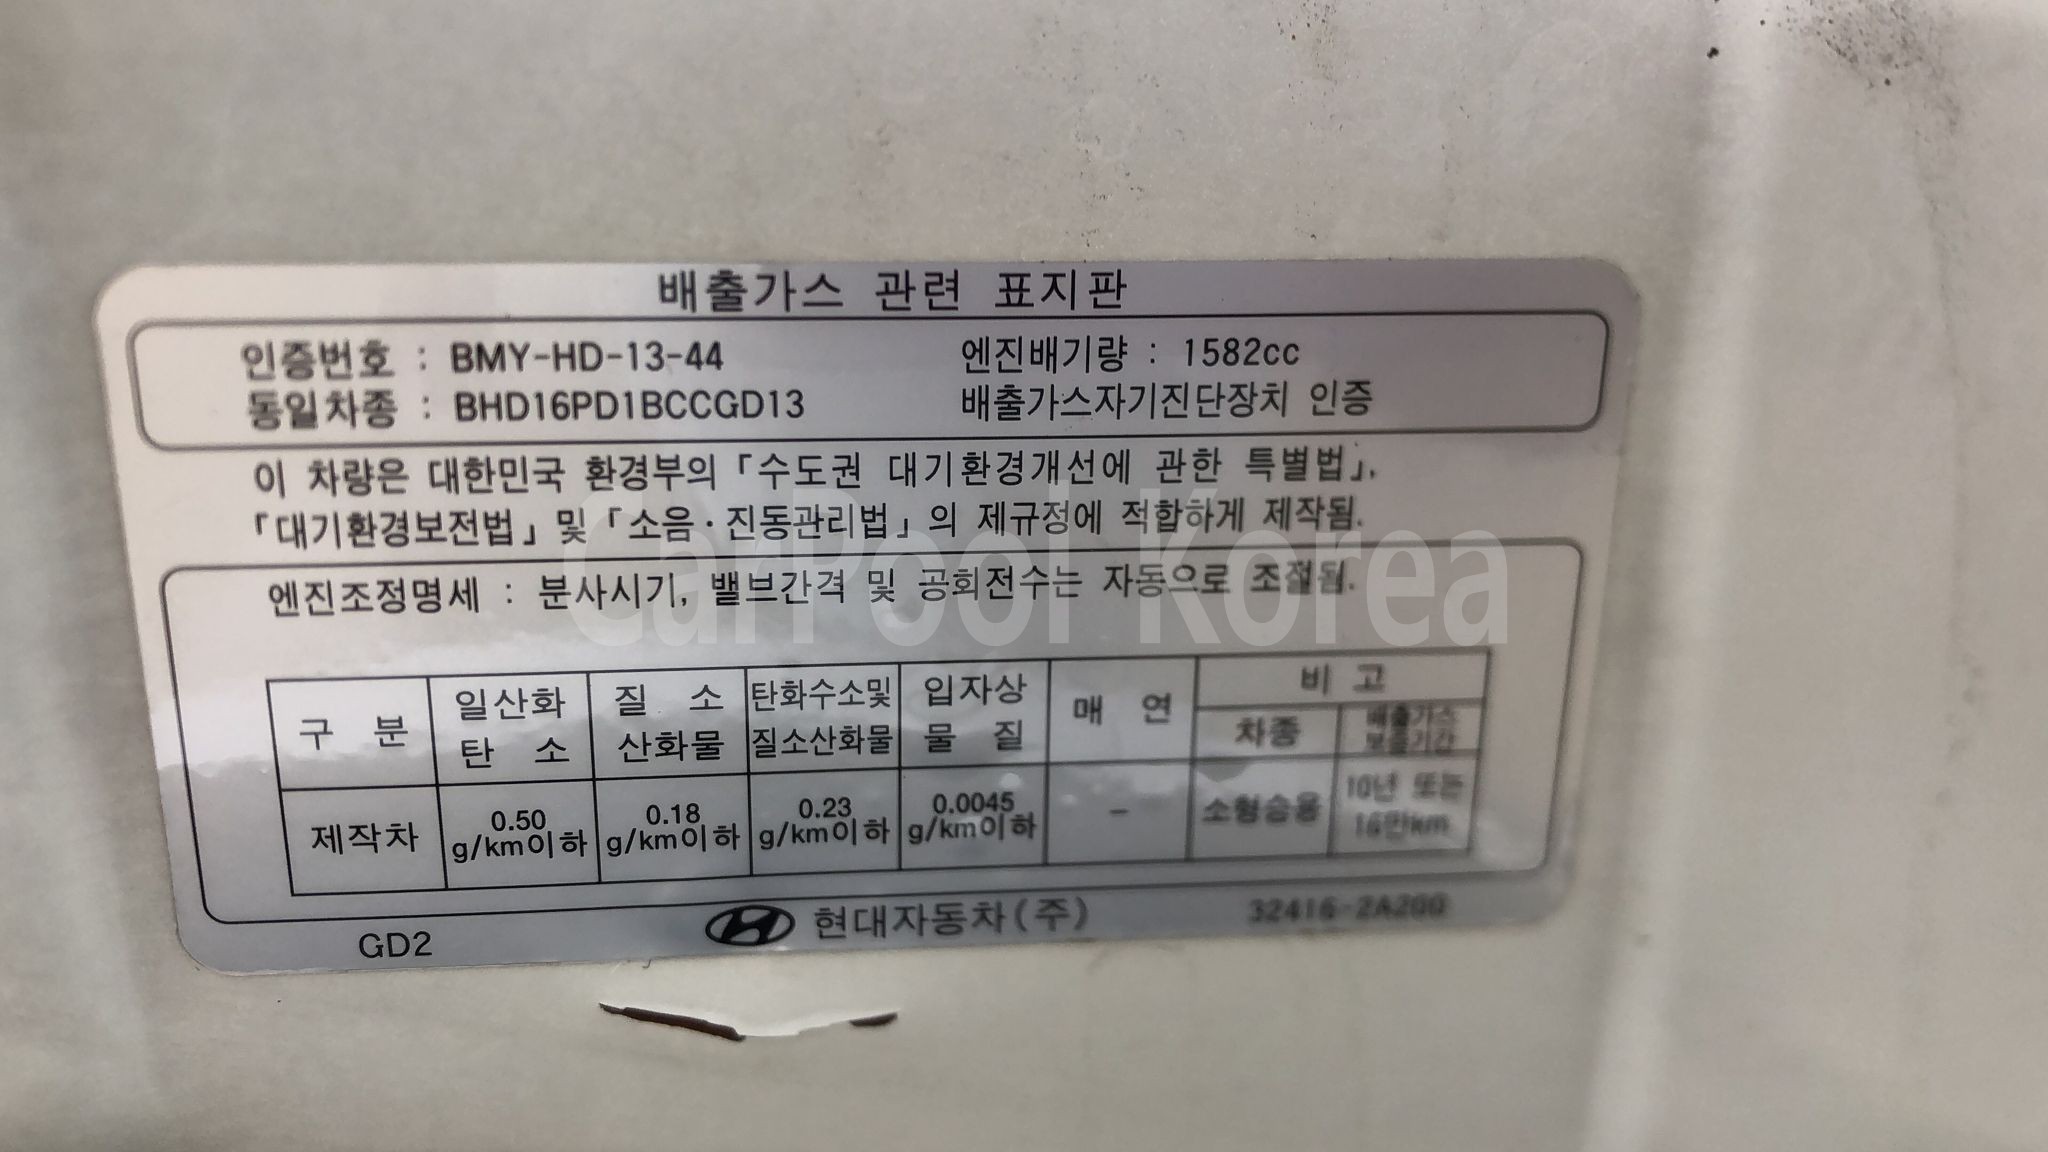 배출가스 관련 표지판
인증번호 : BMY-HD-13-44 엔진배기량 : 1582cc
동일차종 : BHD16PD1BCCGD13 배출가스자기진단장치 인증
이 차량은 대한민국 환경부의 「수도권 대기환경개선에 관한 특별법」,
「대기환경보전법」 및 「소음·진동관리법」의 제규정에 적합하게 제작됨.
CarPool Korea
엔진조정명세 : 분사시기, 밸브간격 및 공회전수는 자동으로 조절됨.
구 분 일산화 탄 소 질 소 산화물 탄화수소및 질소산화물 입자상 물 질 매 연 비 고
차종 배출가스 보증기간
제작차 0.50 g/km이하 0.18 g/km이하 0.23 g/km이하 0.0045 g/km이하 - 소형승용 10년 또는 16만km
GD2 현대자동차(주) 32416-2A200